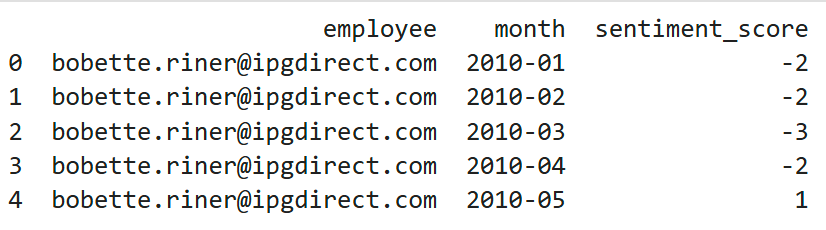 employee month sentiment_score
0 bobette.riner@ipgdirect.com 2010-01 -2
1 bobette.riner@ipgdirect.com 2010-02 -2
2 bobette.riner@ipgdirect.com 2010-03 -3
3 bobette.riner@ipgdirect.com 2010-04 -2
4 bobette.riner@ipgdirect.com 2010-05 1